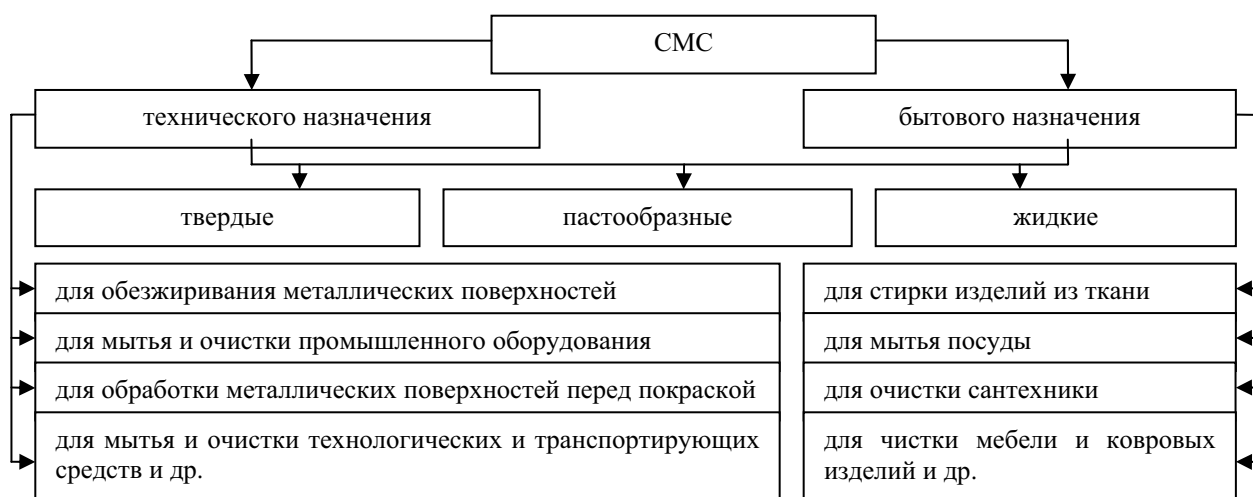 СМС
технического назначения
бытового назначения
твердые
пастообразные
жидкие
для обезжиривания металлических поверхностей
для мытья и очистки промышленного оборудования
для обработки металлических поверхностей перед покраской
для мытья и очистки технологических и транспортирующих
средств и др.
для стирки изделий из ткани
для мытья посуды
для очистки сантехники
для чистки мебели и ковровых
изделий и др.